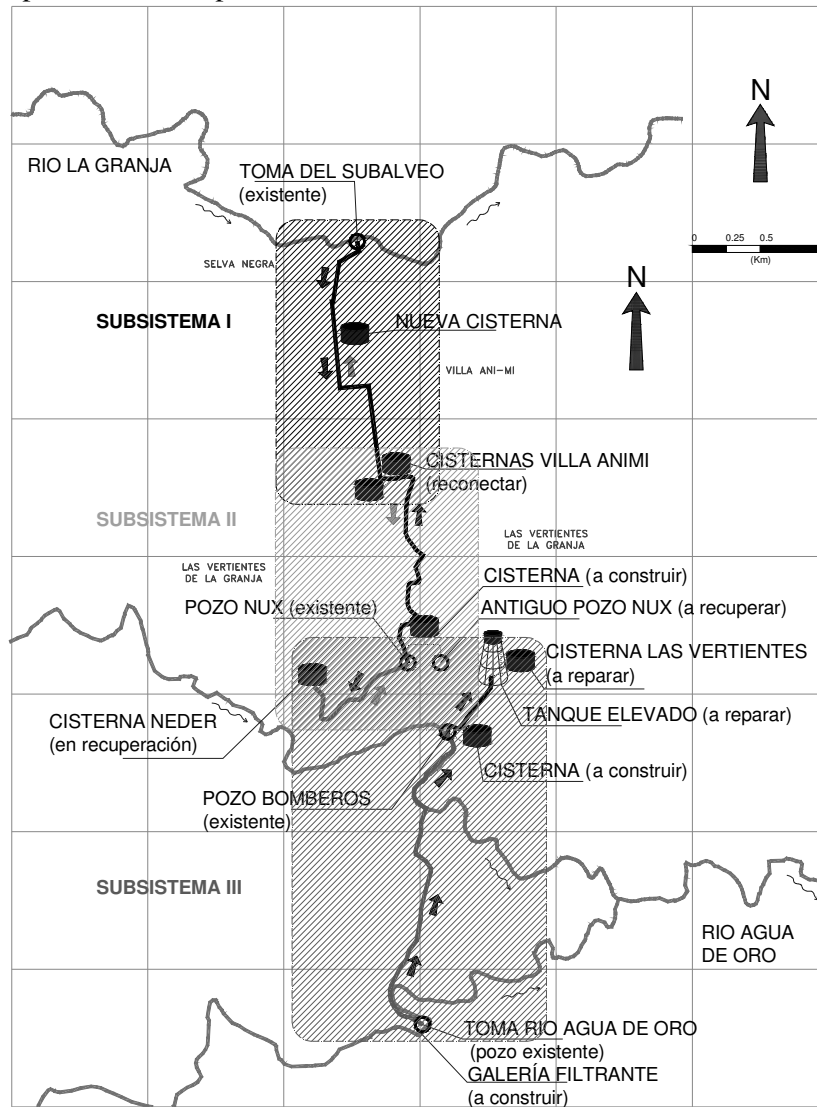 N
RIO LA GRANJA
TOMA DEL SUBALVEO
(existente)
0 0.25 0.5
(Km)
SELVA NEGRA
N
SUBSISTEMA I
NUEVA CISTERNA
VILLA ANI-MI
CISTERNAS VILLA ANIMI
(reconectar)
SUBSISTEMA II
LAS VERTIENTES
DE LA GRANJA
LAS VERTIENTES
DE LA GRANJA
CISTERNA (a construir)
POZO NUX (existente)
ANTIGUO POZO NUX (a recuperar)
CISTERNA LAS VERTIENTES
(a reparar)
CISTERNA NEDER
(en recuperación)
TANQUE ELEVADO (a reparar)
CISTERNA (a construir)
POZO BOMBEROS
(existente)
SUBSISTEMA III
RIO AGUA
DE ORO
TOMA RIO AGUA DE ORO
(pozo existente)
GALERÍA FILTRANTE
(a construir)